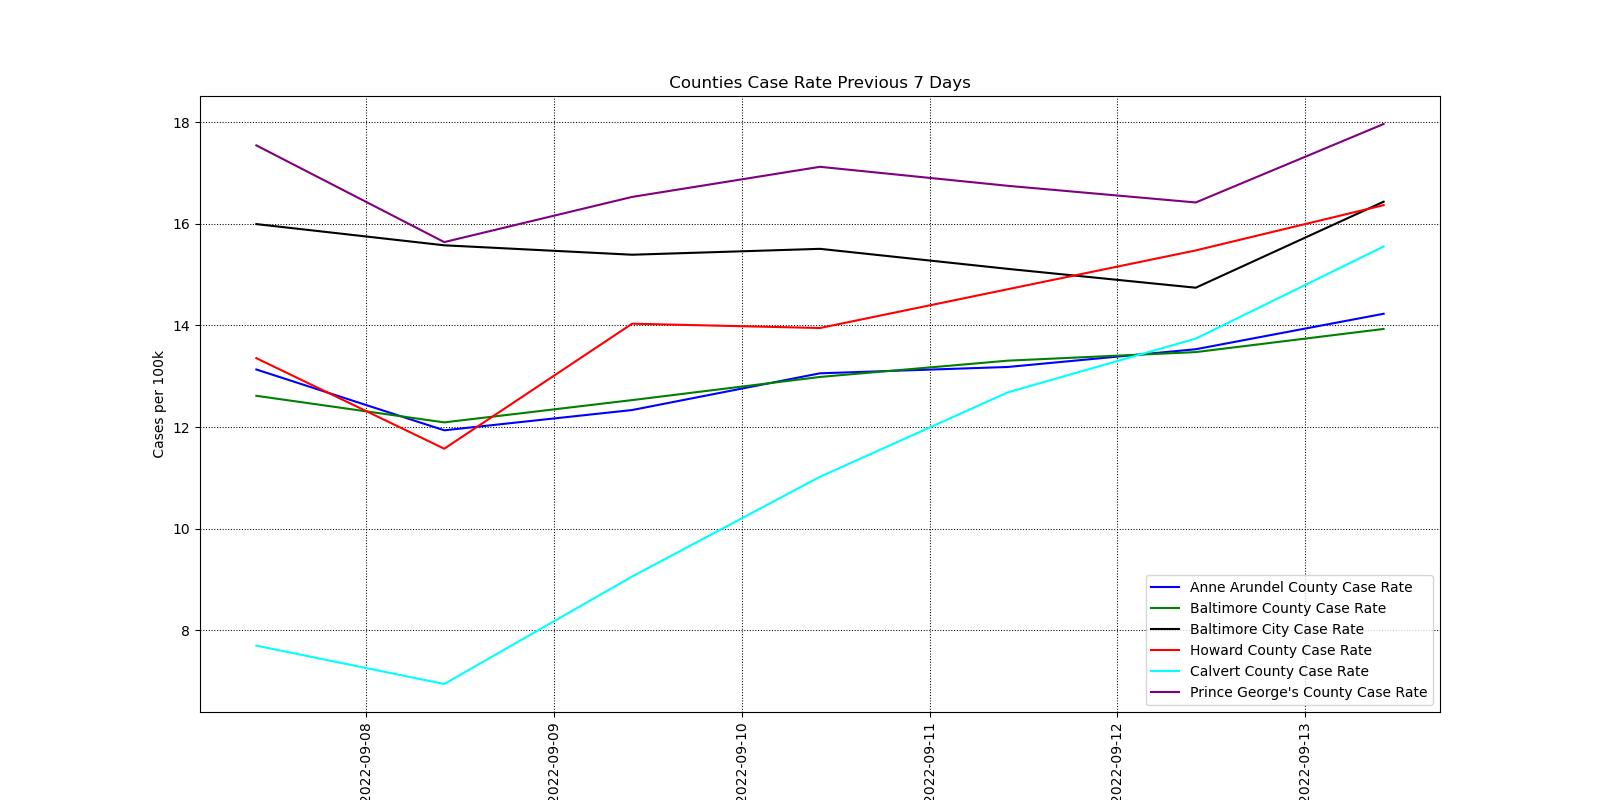 Counties Case Rate Previous 7 Days
Cases per 100k
18
16
14
12
10
8
2022-09-08
2022-09-09
2022-09-10
2022-09-11
2022-09-12
2022-09-13
Anne Arundel County Case Rate
Baltimore County Case Rate
Baltimore City Case Rate
Howard County Case Rate
Calvert County Case Rate
Prince George's County Case Rate